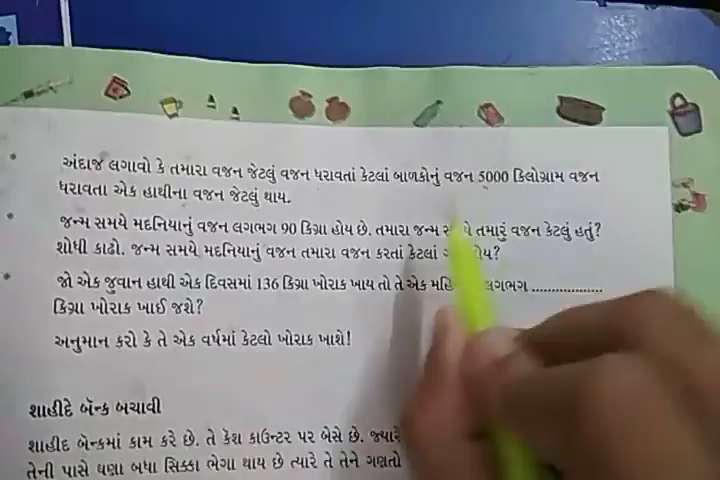 અંદાજ લગાવો કે તમારા વજન જેટલું વજન ધરાવતાં કેટલાં બાળકોનું વજન 5000 કિલોગ્રામ વજન
ધરાવતા એક હાથીના વજન જેટલું થાય.
જન્મ સમયે મદનિયાનું વજન લગભગ 90 કિગ્રા હોય છે. તમારા જન્મ તમારું વજન કેટલું હતું?
શોધી કાઢો. જન્મ સમયે મદનિયાનું વજન તમારા વજન કરતાં કેટલાં હોય?
જો એક જુવાન હાથી એક દિવસમાં 136 કિગ્રા ખોરાક ખાય તો તે એક લગભગ .................
કિગ્રા ખોરાક ખાઈ જશે?
અનુમાન કરો કે તે એક વર્ષમાં કેટલો ખોરાક ખાશે!
શાહીદે બૅન્ક બચાવી
શાહીદ બૅન્કમાં કામ કરે છે. તે કૅશ કાઉન્ટર પર બેસે છે. જ્યારે
તેની પાસે ઘણા બધા સિક્કા ભેગા થાય છે ત્યારે તે તેને ગણતો